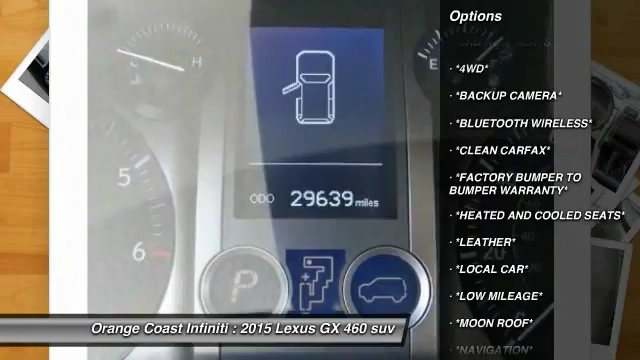 Options
· *4WD*
· *BACKUP CAMERA*
· *BLUETOOTH WIRELESS*
· *CLEAN CARFAX*
· *FACTORY BUMPER TO
BUMPER WARRANTY*
· *HEATED AND COOLED SEATS*
· *LEATHER*
· *LOCAL CAR*
· *LOW MILEAGE*
· *MOON ROOF*
· *NAVIGATION*
H
E
5
6
ODO 29639 miles
P
20
Orange Coast Infiniti : 2015 Lexus GX 460 suv